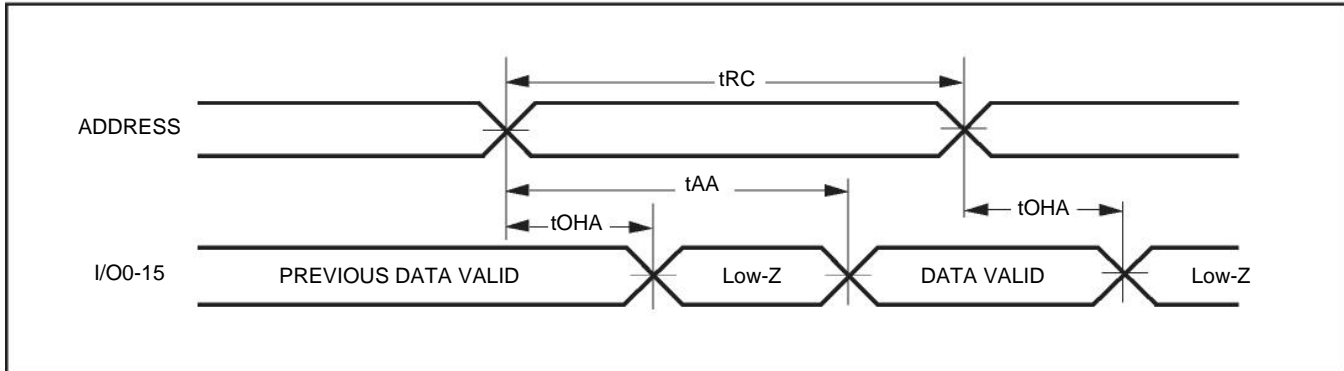 tRC
ADDRESS
tAA
tOHA
tOHA
I/O0-15
PREVIOUS DATA VALID
Low-Z
DATA VALID
Low-Z